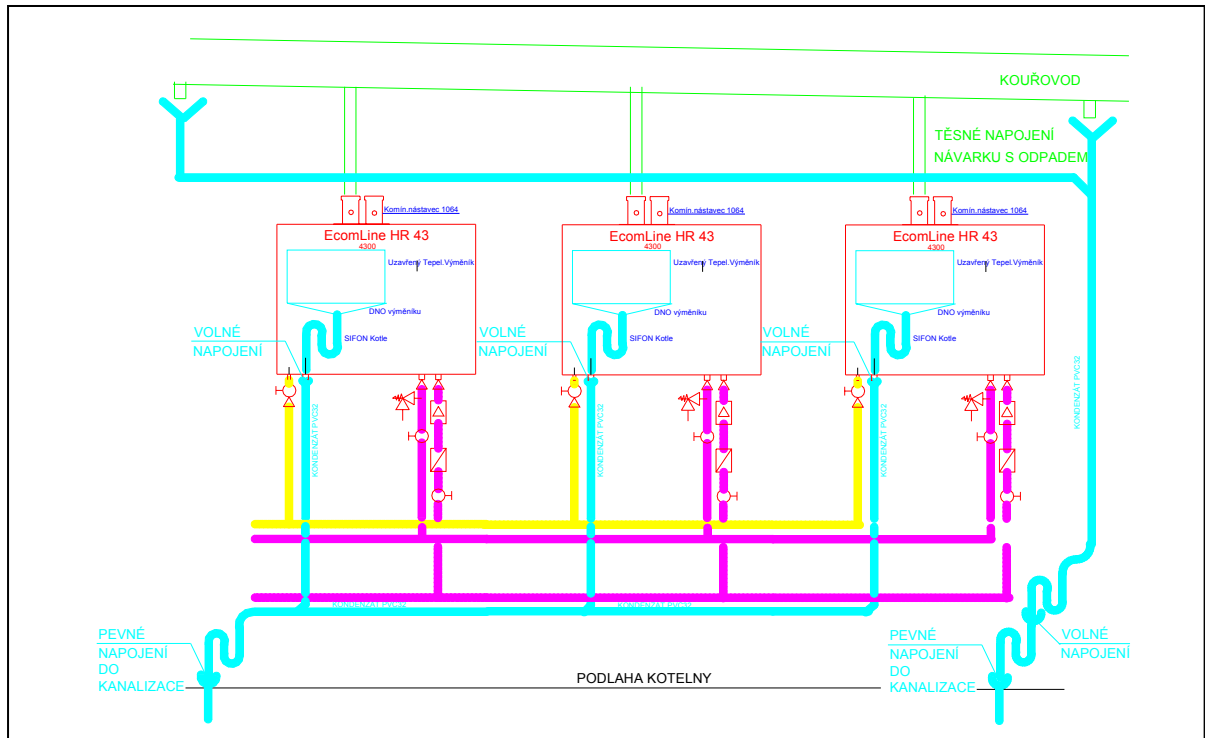 KOUŘOVOD
TĚSNÉ NAPOJENÍ
NÁVARKU S ODPADEM
Komín.nástavec 1064
Komín.nástavec 1064
Komín.nástavec 1064
EcomLine HR 43
4300
Uzavřený Tepel.Výměník
DNO výměníku
SIFON Kotle
EcomLine HR 43
4300
Uzavřený Tepel.Výměník
DNO výměníku
SIFON Kotle
EcomLine HR 43
4300
Uzavřený Tepel.Výměník
DNO výměníku
SIFON Kotle
VOLNÉ
NAPOJENÍ
VOLNÉ
NAPOJENÍ
VOLNÉ
NAPOJENÍ
KONDENZÁT PVC32
KONDENZÁT PVC32
KONDENZÁT PVC32
KONDENZÁT PVC32
KONDENZÁT PVC32
KONDENZÁT PVC32
PEVNÉ
NAPOJENÍ
DO
KANALIZACE
PODLAHA KOTELNY
PEVNÉ
NAPOJENÍ
DO
KANALIZACE
VOLNÉ
NAPOJENÍ